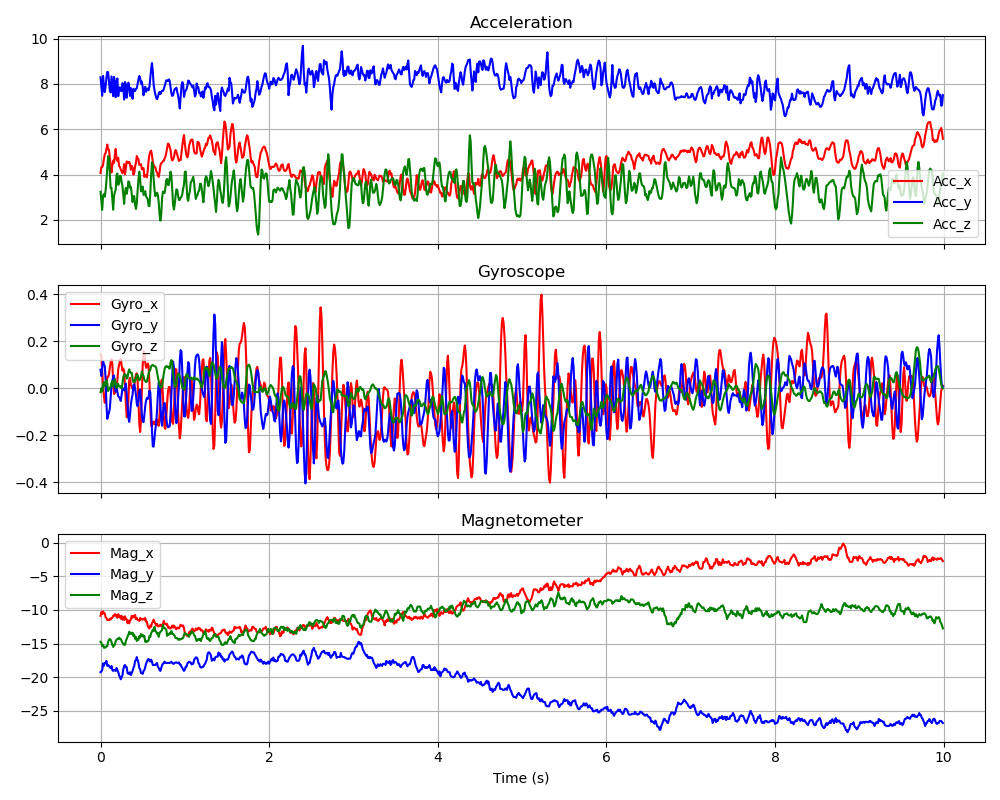 Acceleration
10
8
6
4
2
Acc_x
Acc_y
Acc_z
Gyroscope
0.4
0.2
0.0
−0.2
−0.4
Gyro_x
Gyro_y
Gyro_z
Magnetometer
0
−5
−10
−15
−20
−25
Mag_x
Mag_y
Mag_z
0 2 4 6 8 10
Time (s)